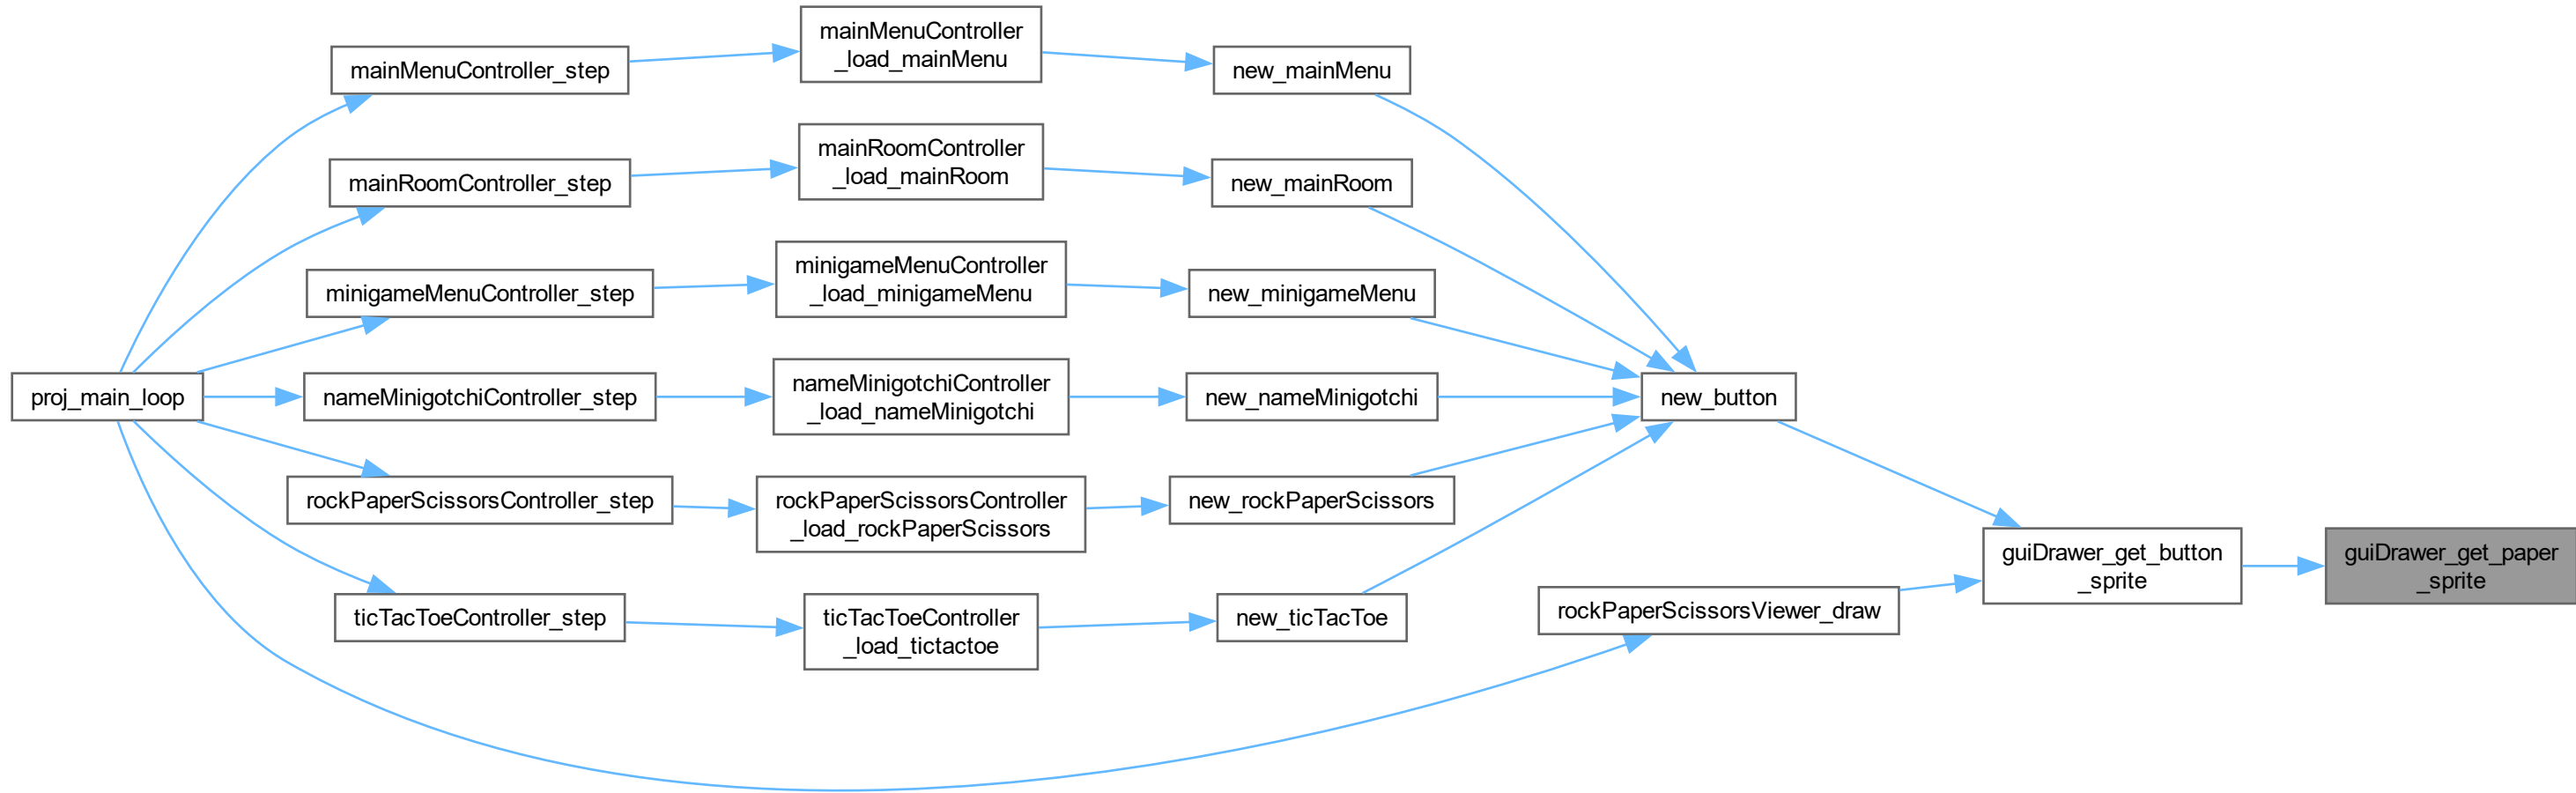 mainMenuController_step
mainMenuController
_load_mainMenu
new_mainMenu
mainRoomController_step
mainRoomController
_load_mainRoom
new_mainRoom
minigameMenuController_step
minigameMenuController
_load_minigameMenu
new_minigameMenu
proj_main_loop
nameMinigotchiController_step
nameMinigotchiController
_load_nameMinigotchi
new_nameMinigotchi
new_button
rockPaperScissorsController_step
rockPaperScissorsController
_load_rockPaperScissors
new_rockPaperScissors
guiDrawer_get_button
_sprite
guiDrawer_get_paper
_sprite
ticTacToeController_step
ticTacToeController
_load_tictactoe
new_ticTacToe
rockPaperScissorsViewer_draw